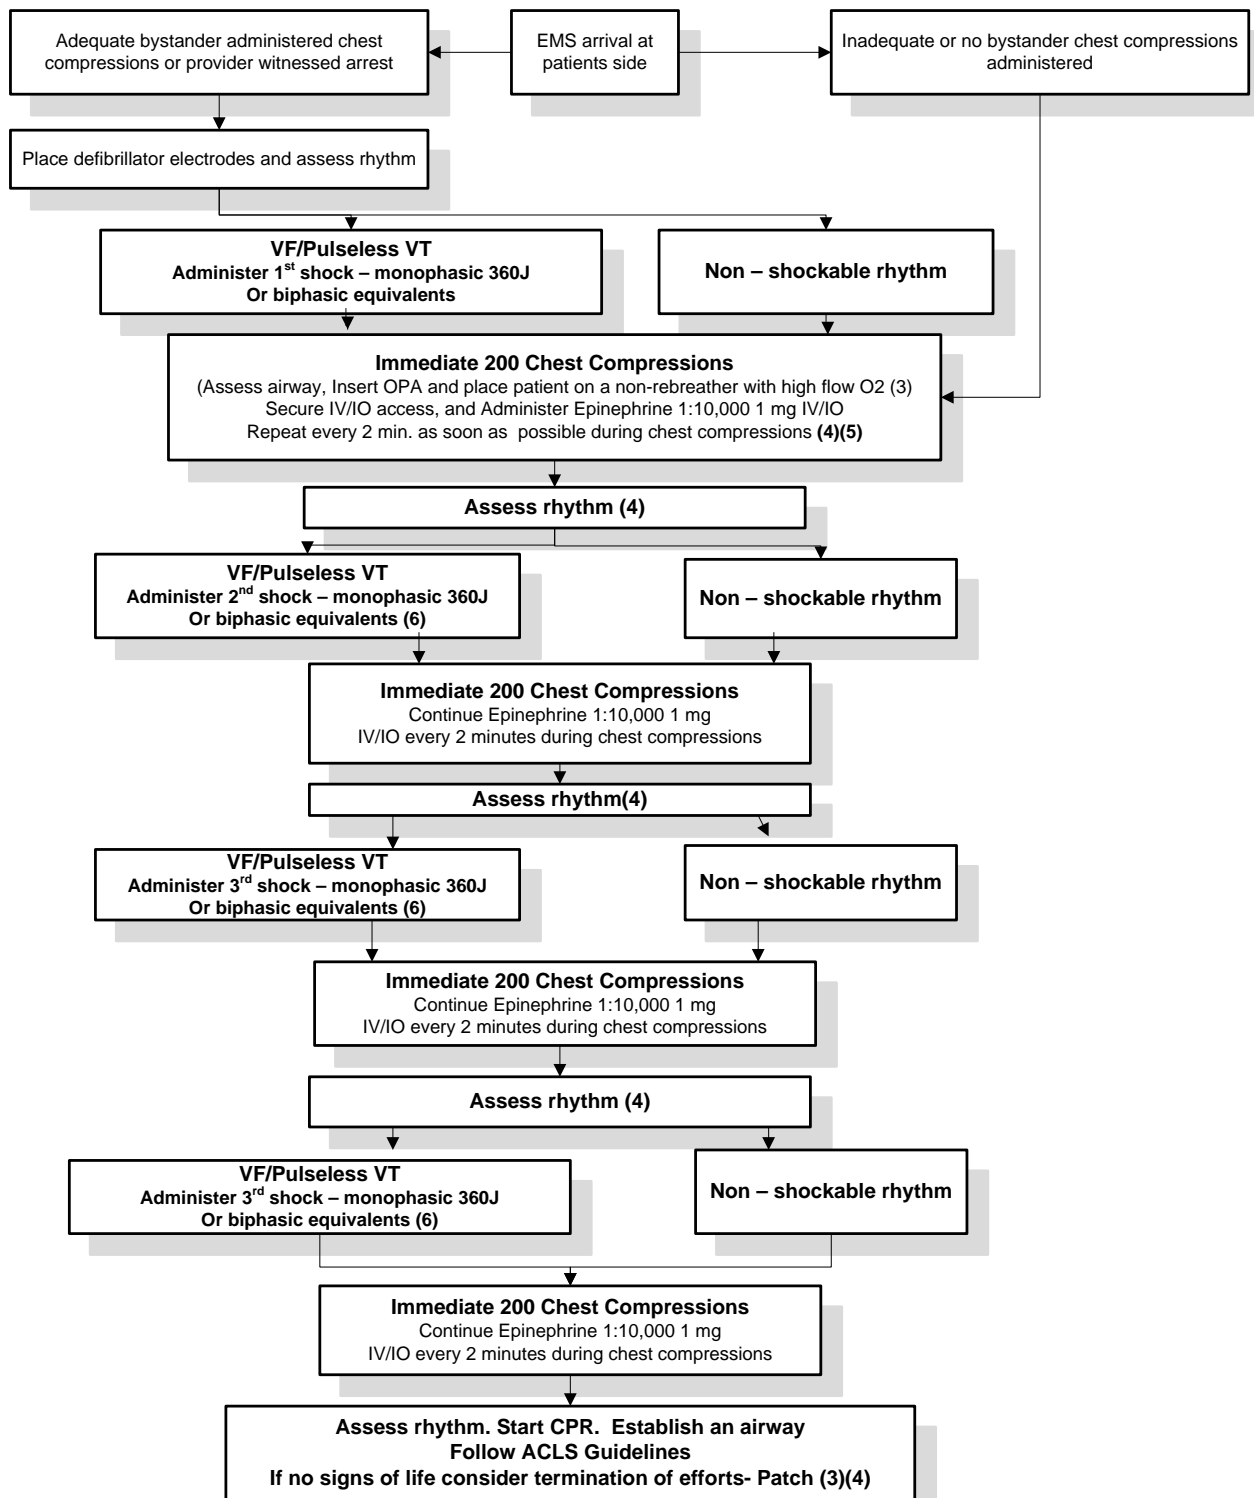 Adequate bystander administered chest
compressions or provider witnessed arrest
EMS arrival at
patients side
Inadequate or no bystander chest compressions
administered
Place defibrillator electrodes and assess rhythm
VF/Pulseless VT
Administer 1st shock – monophasic 360J
Or biphasic equivalents
Non – shockable rhythm
Immediate 200 Chest Compressions
(Assess airway, Insert OPA and place patient on a non-rebreather with high flow O2 (3)
Secure IV/IO access, and Administer Epinephrine 1:10,000 1 mg IV/IO
Repeat every 2 min. as soon as possible during chest compressions (4)(5)
Assess rhythm (4)
VF/Pulseless VT
Administer 2nd shock – monophasic 360J
Or biphasic equivalents (6)
Non – shockable rhythm
Immediate 200 Chest Compressions
Continue Epinephrine 1:10,000 1 mg
IV/IO every 2 minutes during chest compressions
Assess rhythm(4)
VF/Pulseless VT
Administer 3rd shock – monophasic 360J
Or biphasic equivalents (6)
Non – shockable rhythm
Immediate 200 Chest Compressions
Continue Epinephrine 1:10,000 1 mg
IV/IO every 2 minutes during chest compressions
Assess rhythm (4)
VF/Pulseless VT
Administer 3rd shock – monophasic 360J
Or biphasic equivalents (6)
Non – shockable rhythm
Immediate 200 Chest Compressions
Continue Epinephrine 1:10,000 1 mg
IV/IO every 2 minutes during chest compressions
Assess rhythm. Start CPR. Establish an airway
Follow ACLS Guidelines
If no signs of life consider termination of efforts- Patch (3)(4)